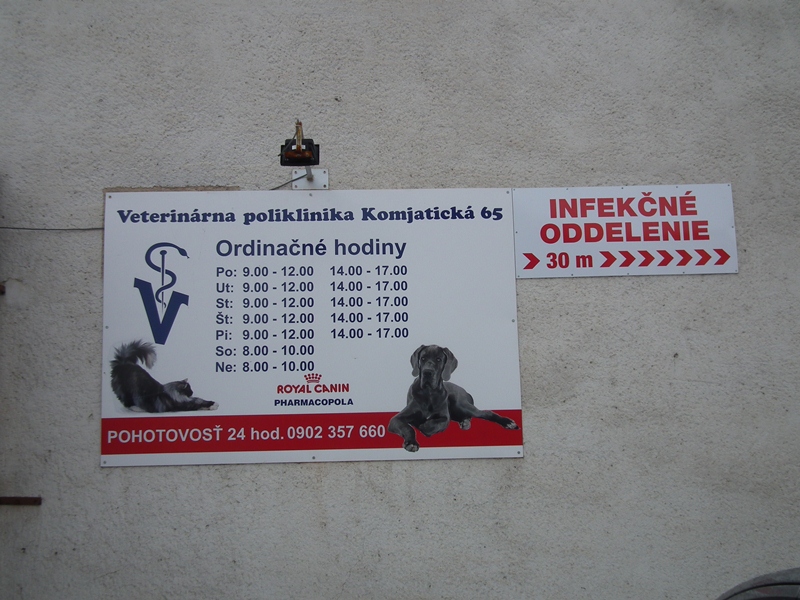 Veterinárna poliklinika Komjatická 65
Ordinačné hodiny
Po: 9.00 - 12.00 14.00 - 17.00
Ut: 9.00 - 12.00 14.00 - 17.00
St: 9.00 - 12.00 14.00 - 17.00
Št: 9.00 - 12.00 14.00 - 17.00
Pi: 9.00 - 12.00 14.00 - 17.00
So: 8.00 - 10.00
Ne: 8.00 - 10.00
V
ROYAL CANIN
PHARMACOPOLA
POHOTOVOSŤ 24 hod. 0902 357 660
INFEKČNÉ
ODDELENIE
30 m